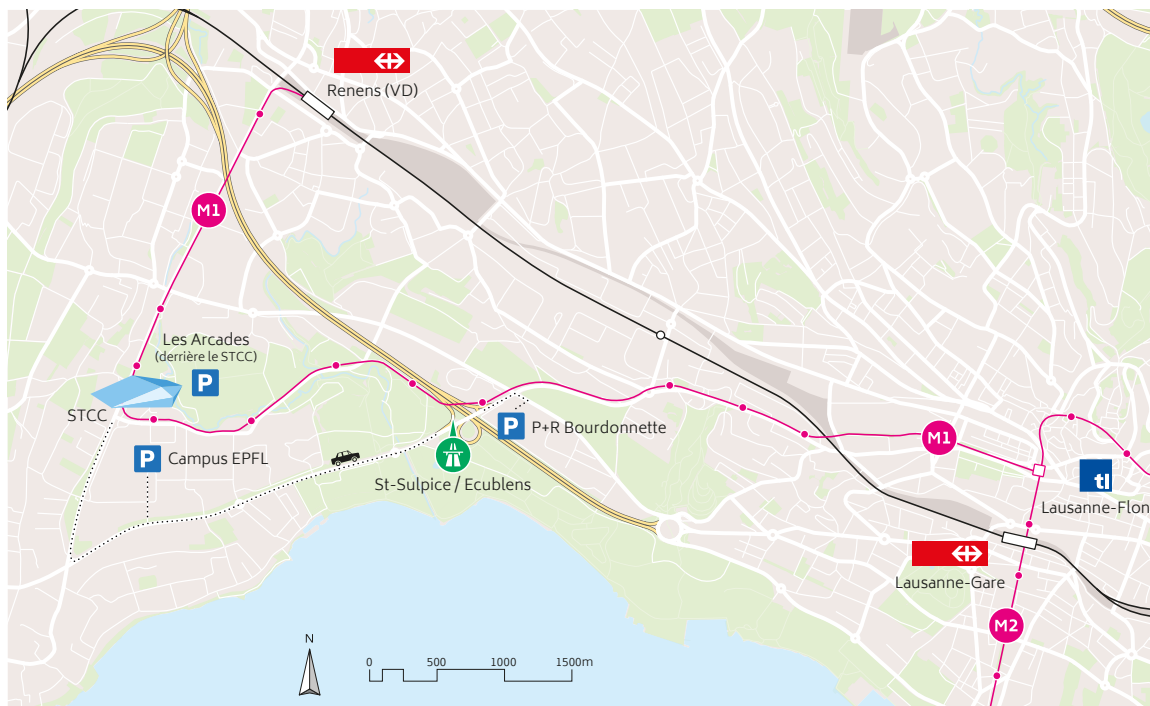 Renens (VD)
M1
Les Arcades
(derrière le STCC)
P
STCC
P
Campus EPFL
P
P+R Bourdonnette
St-Sulpice / Ecublens
M1
tl
Lausanne-Flon
Lausanne-Gare
M2
N
0 500 1000 1500m